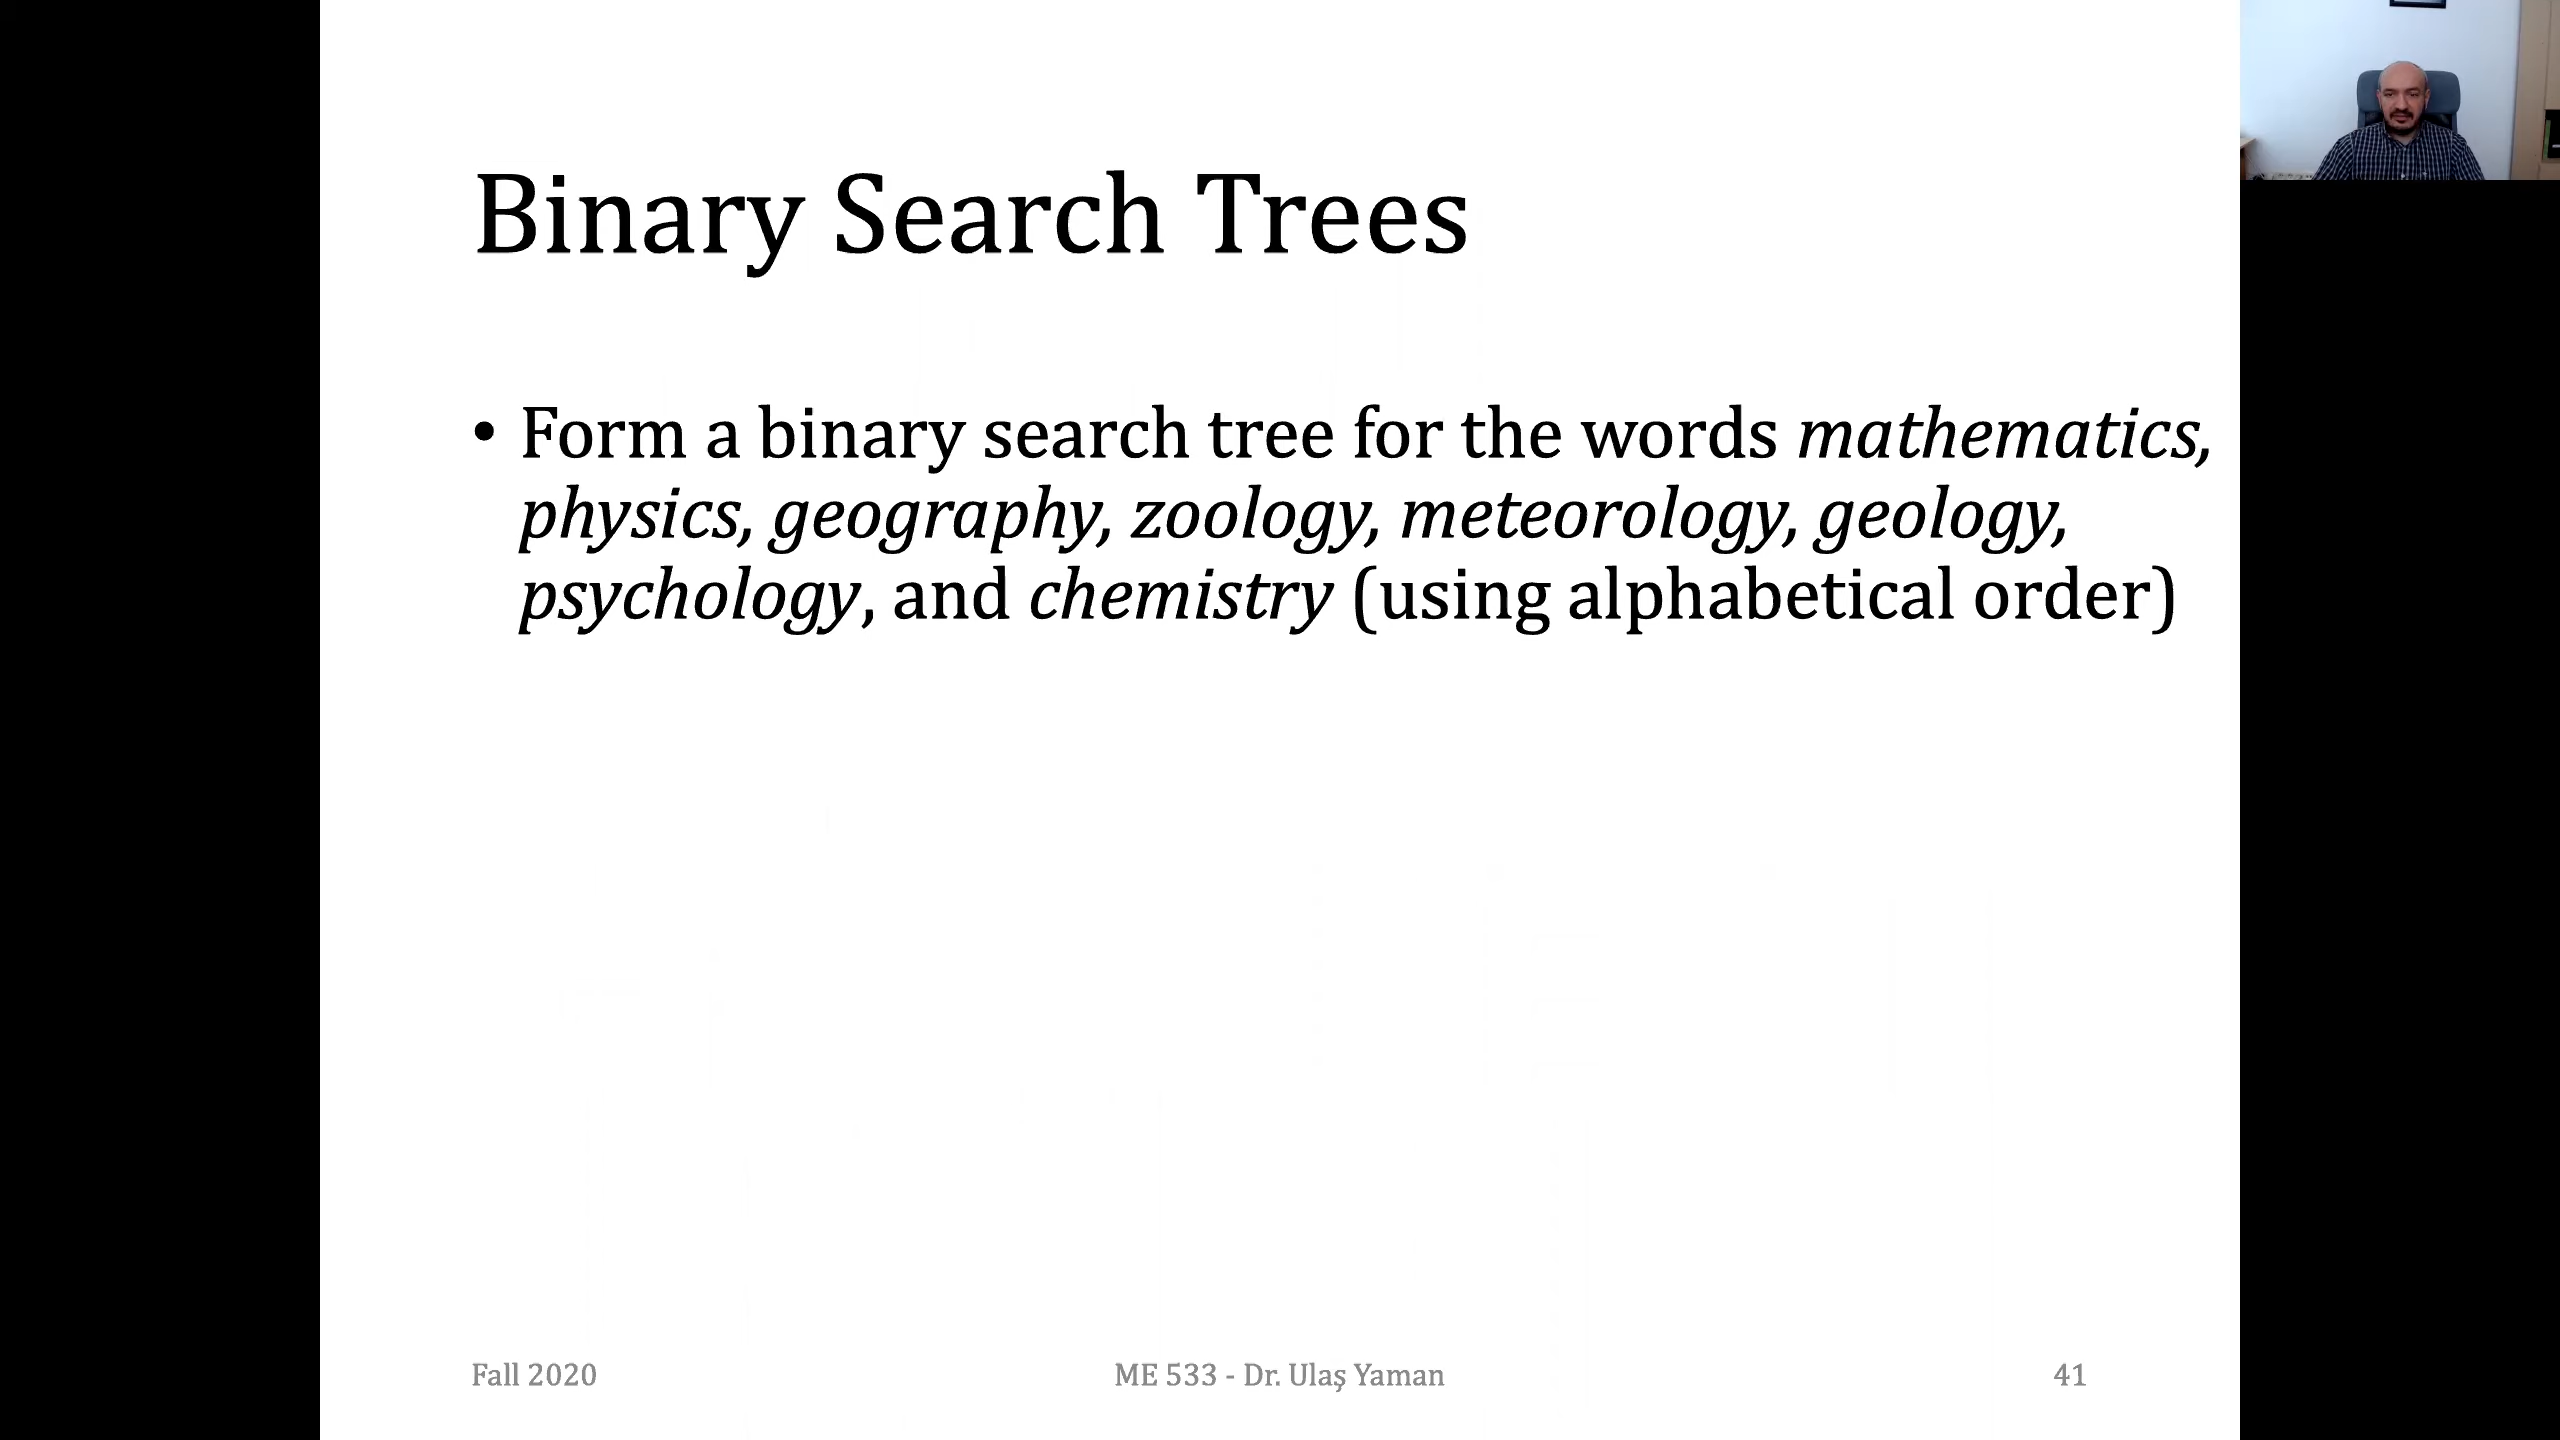 Binary Search Trees
• Form a binary search tree for the words mathematics,
physics, geography, zoology, meteorology, geology,
psychology, and chemistry (using alphabetical order)
Fall 2020
ME 533 - Dr. Ulaş Yaman
41